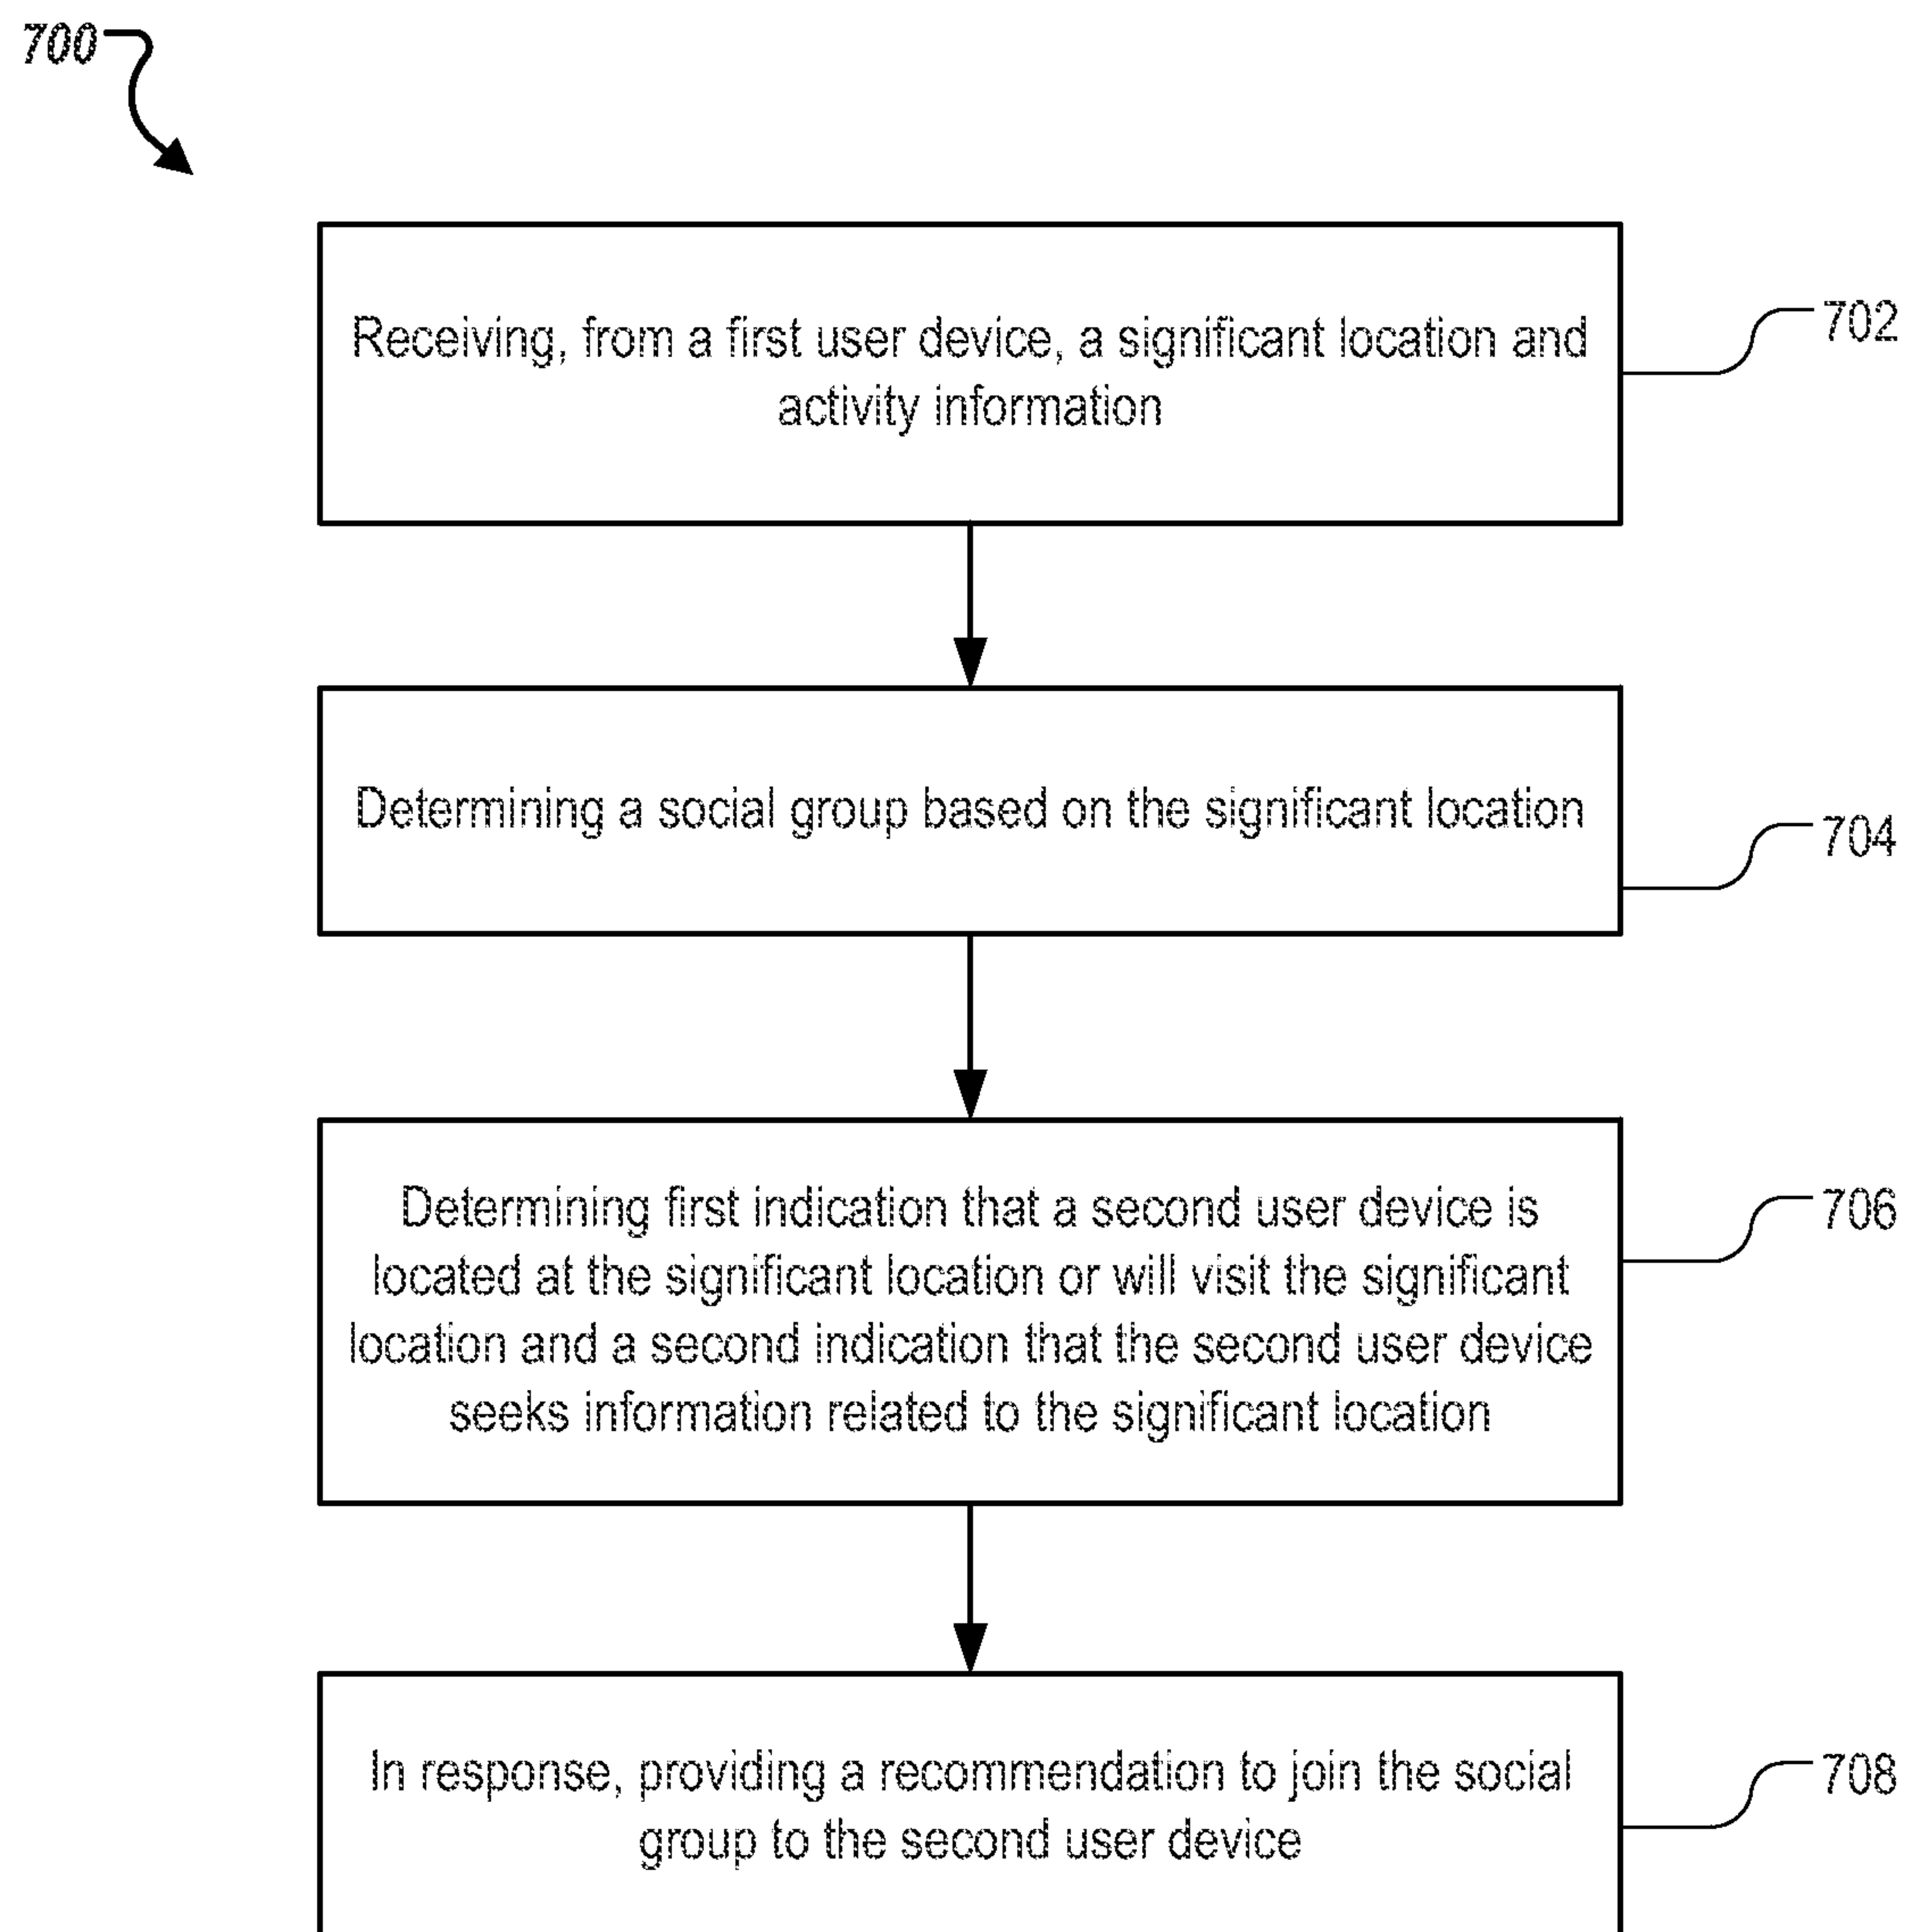 700
Receiving, from a first user device, a significant location and
activity information
702
Determining a social group based on the significant location
704
Determining first indication that a second user device is
located at the significant location or will visit the significant
location and a second indication that the second user device
seeks information related to the significant location
706
In response, providing a recommendation to join the social
group to the second user device
708